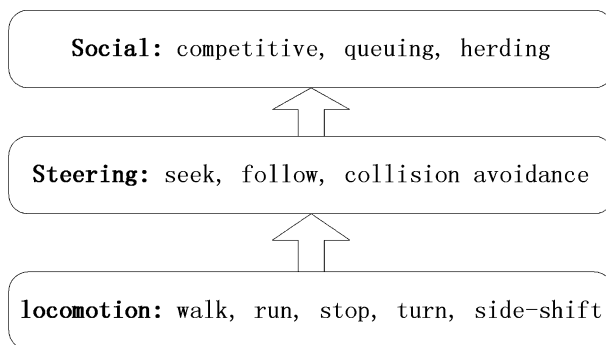 Social: competitive, queuing, herding
Steering: seek, follow, collision avoidance
locomotion: walk, run, stop, turn, side-shift